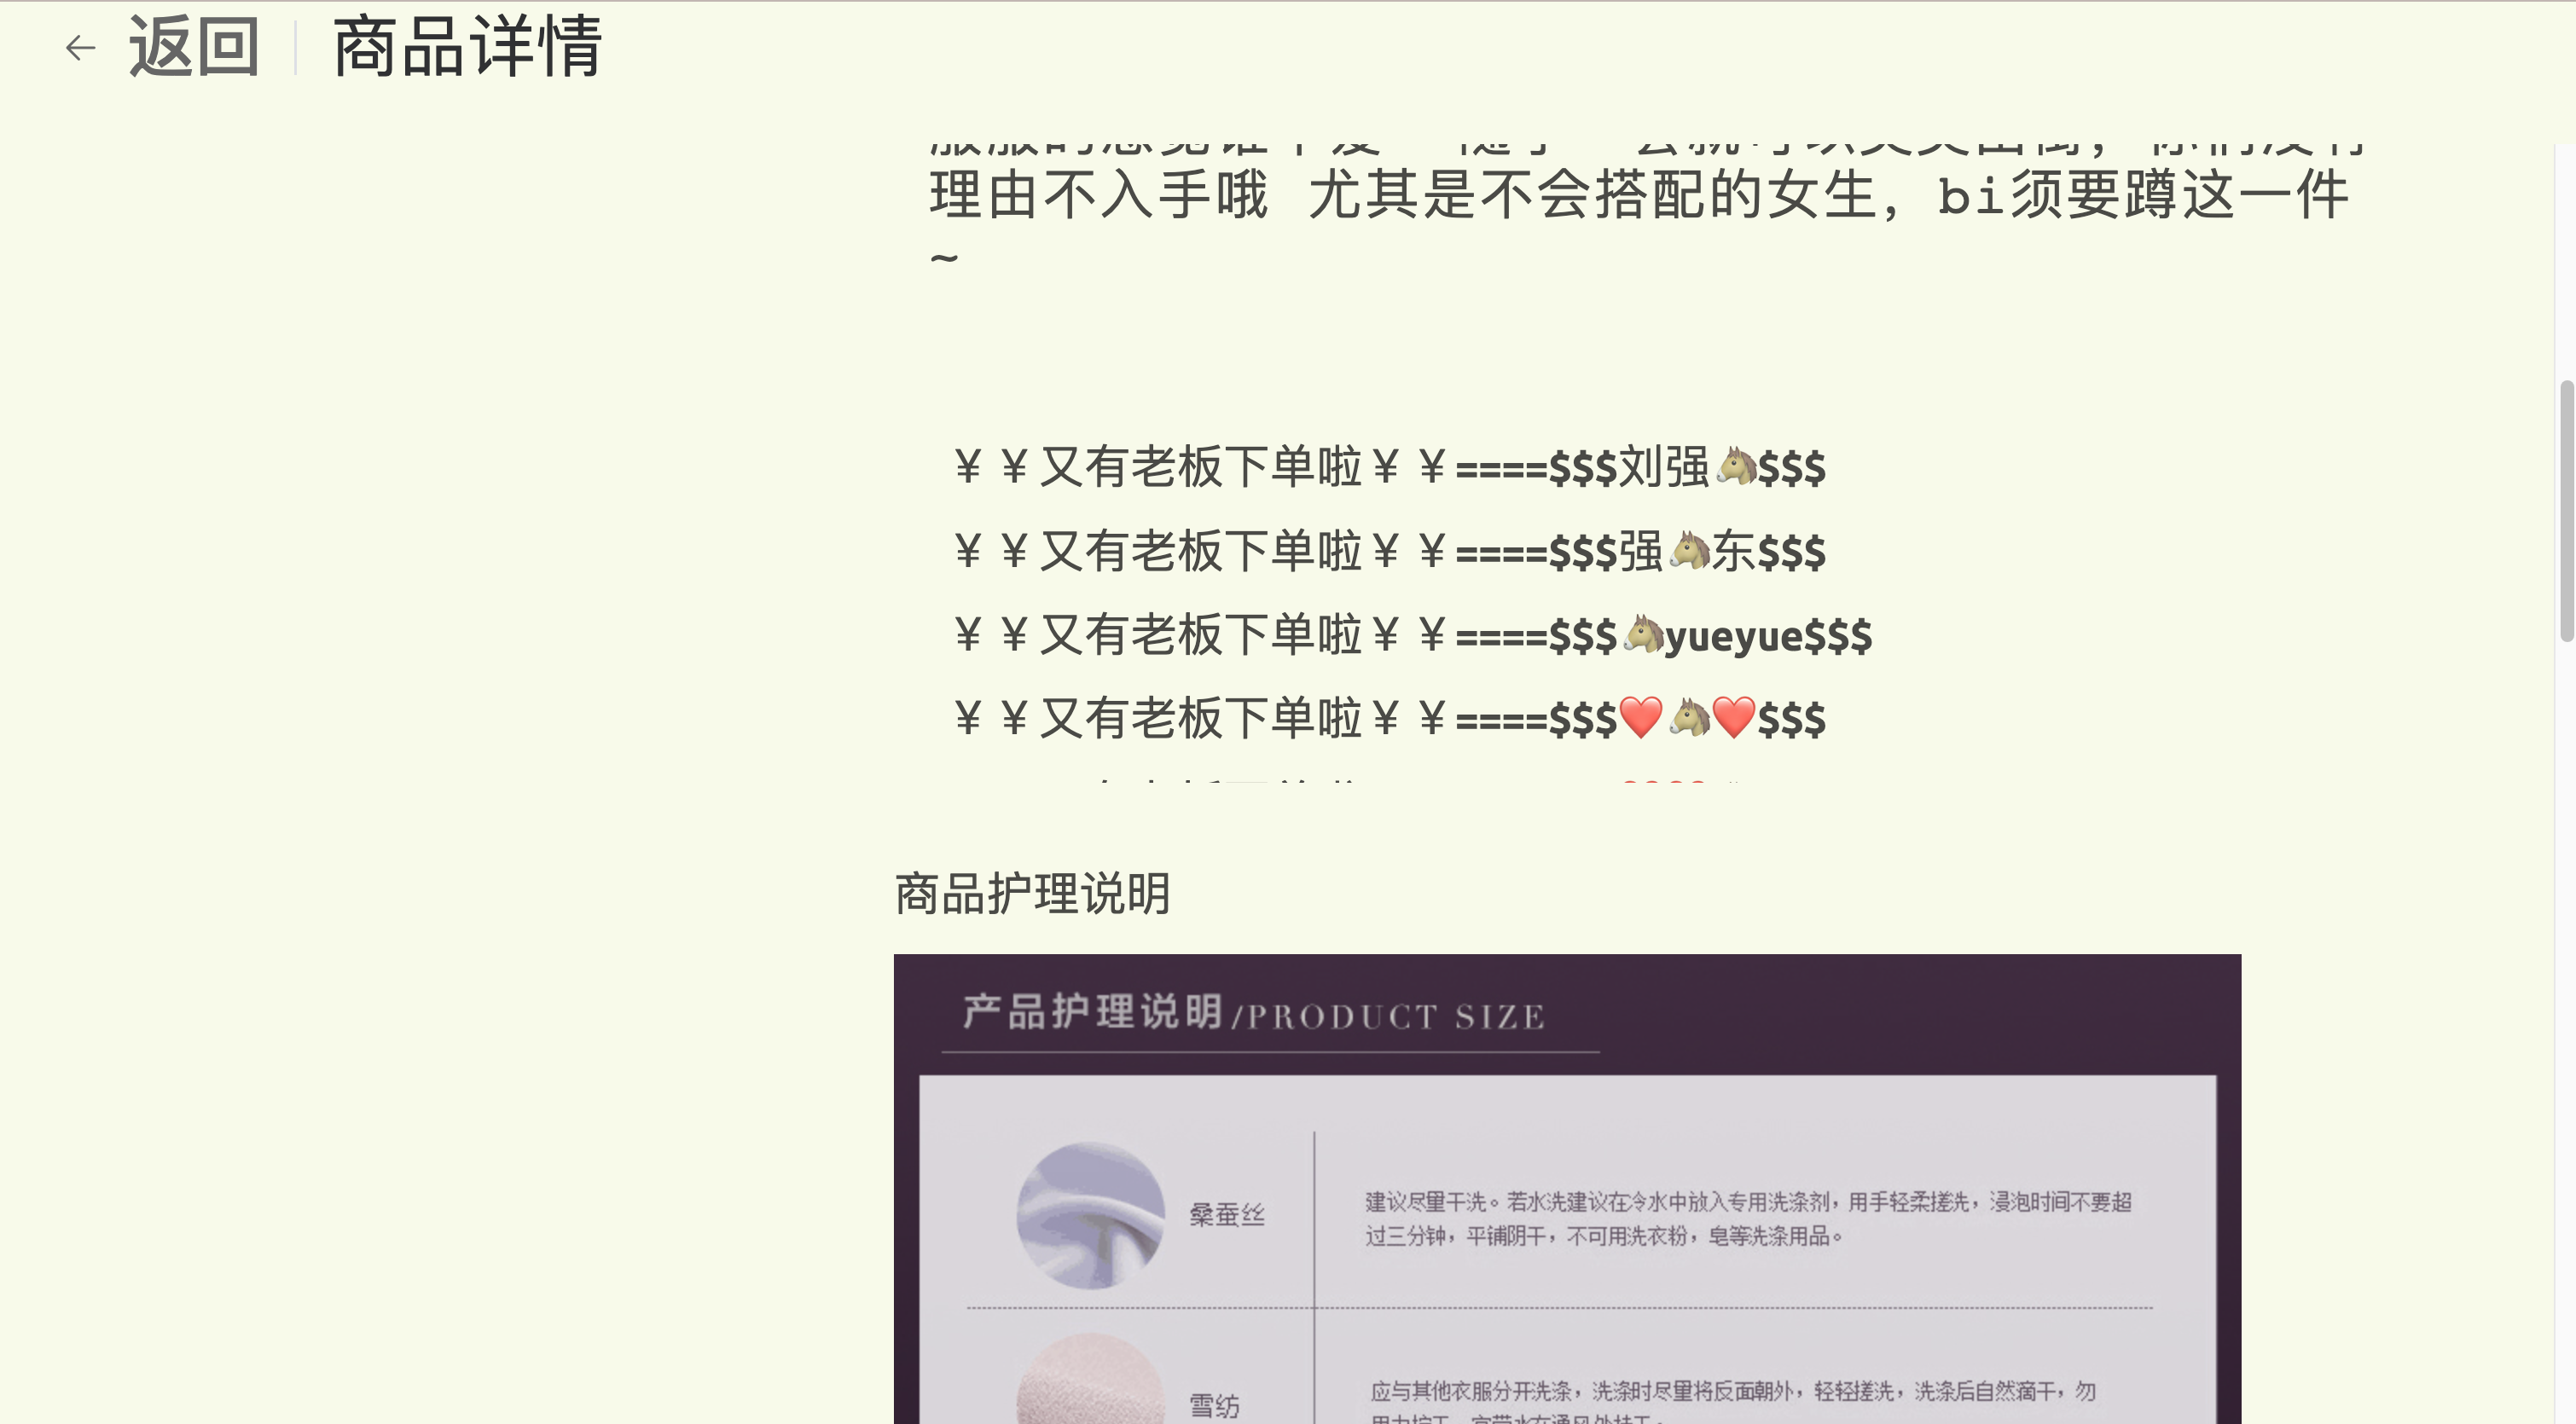 返回
商品详情
理由不入手哦 尤其是不会搭配的女生，bi须要蹲这一件
~
￥￥又有老板下单啦￥￥====$$$刘强🐴$$$
￥￥又有老板下单啦￥￥====$$$强🐴东$$$
￥￥又有老板下单啦￥￥====$$$🐴yueyue$$$
￥￥又有老板下单啦￥￥====$$$❤️🐴❤️$$$
商品护理说明
产品护理说明/PRODUCT SIZE
桑蚕丝
建议尽量干洗。若水洗建议在冷水中放入专用洗涤剂，用手轻柔搓洗，浸泡时间不要超
过三分钟，平铺阴干，不可用洗衣粉，皂等洗涤用品。
雪纺
应与其他衣服分开洗涤，洗涤时尽量将反面朝外，轻轻搓洗，洗涤后自然滴干，勿